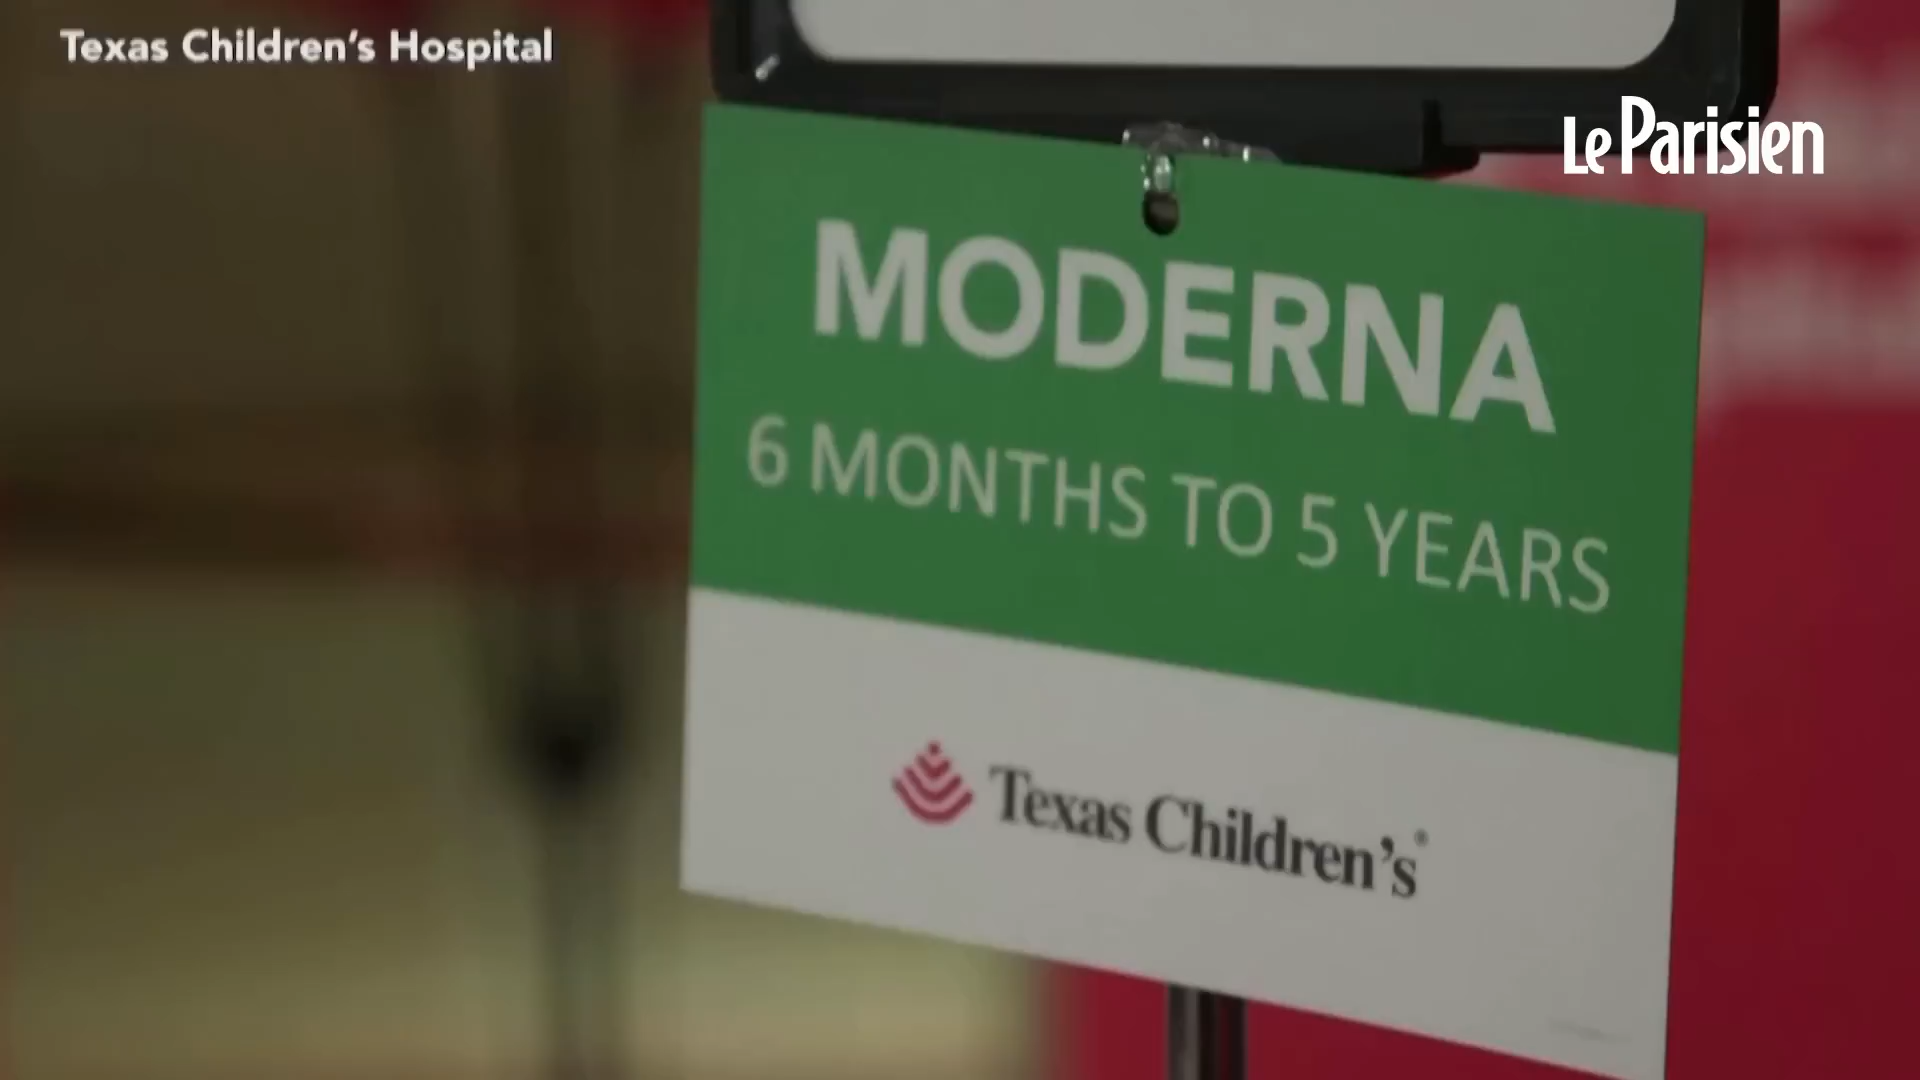 Texas Children's Hospital
Le Parisien
MODERNA
6 MONTHS TO 5 YEARS
Texas Children's®